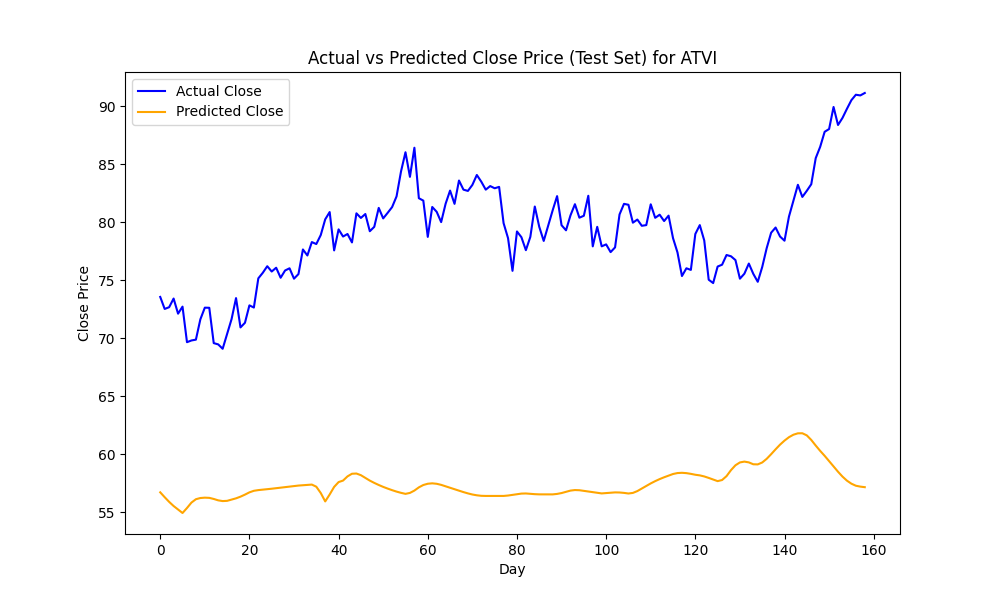 Actual vs Predicted Close Price (Test Set) for ATVI
Actual Close
Predicted Close
90
85
80
75
70
65
60
55
Close Price
0 20 40 60 80 100 120 140 160
Day